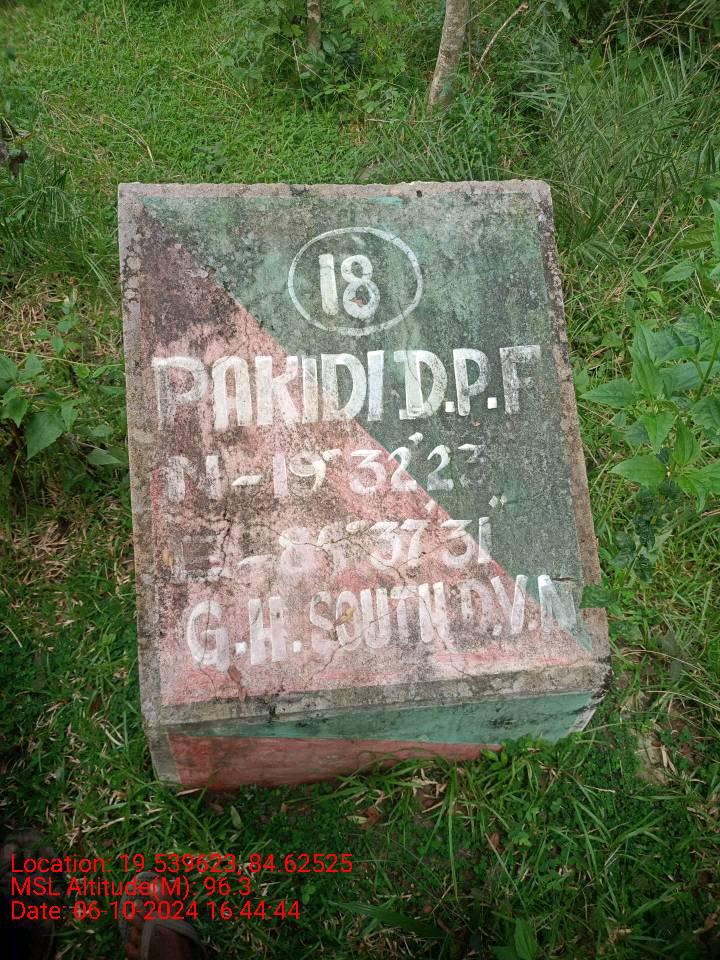 18
PAKIDI D.P.F
N-19°32'23"
E-84°37'31"
G.H. SOUTH D.V.N
Location: 19.539623, 84.62525
MSL Altitude(M): 96.3
Date: 06-10-2024 16:44:44